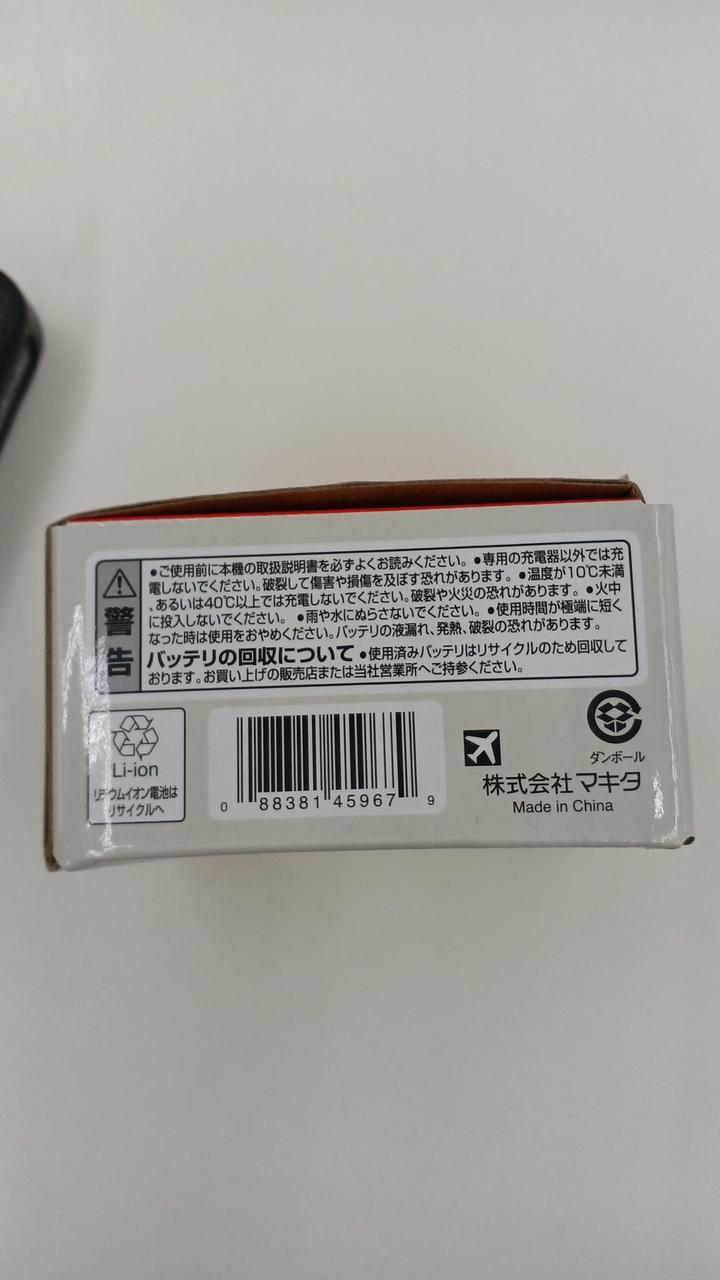 ●ご使用前に本機の取扱説明書を必ずよくお読みください。 ●専用の充電器以外では充
電しないでください。破裂して傷害や損傷を及ぼす恐れがあります。 ●温度が10℃未満
、あるいは40℃以上では充電しないでください。破裂や火災の恐れがあります。 ●火中
に投入しないでください。 ●雨や水にぬらさないでください。 ●使用時間が極端に短く
なった時は使用をおやめください。バッテリの液漏れ、発熱、破裂の恐れがあります。
警告
バッテリの回収について ●使用済みバッテリはリサイクルのため回収して
おります。お買い上げの販売店または当社営業所へご持参ください。
Li-ion
リチウムイオン電池は
リサイクルへ
0 88381 45967 9
ダンボール
株式会社マキタ
Made in China